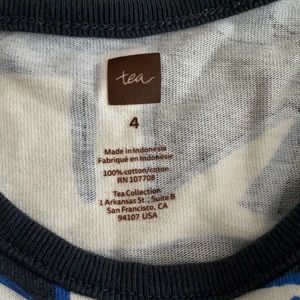 tea
4
Made in Indonesia
Fabriqué en Indonésie
100% cotton/coton
RN 107708
Tea Collection
1 Arkansas St., Suite B
San Francisco, CA
94107 USA